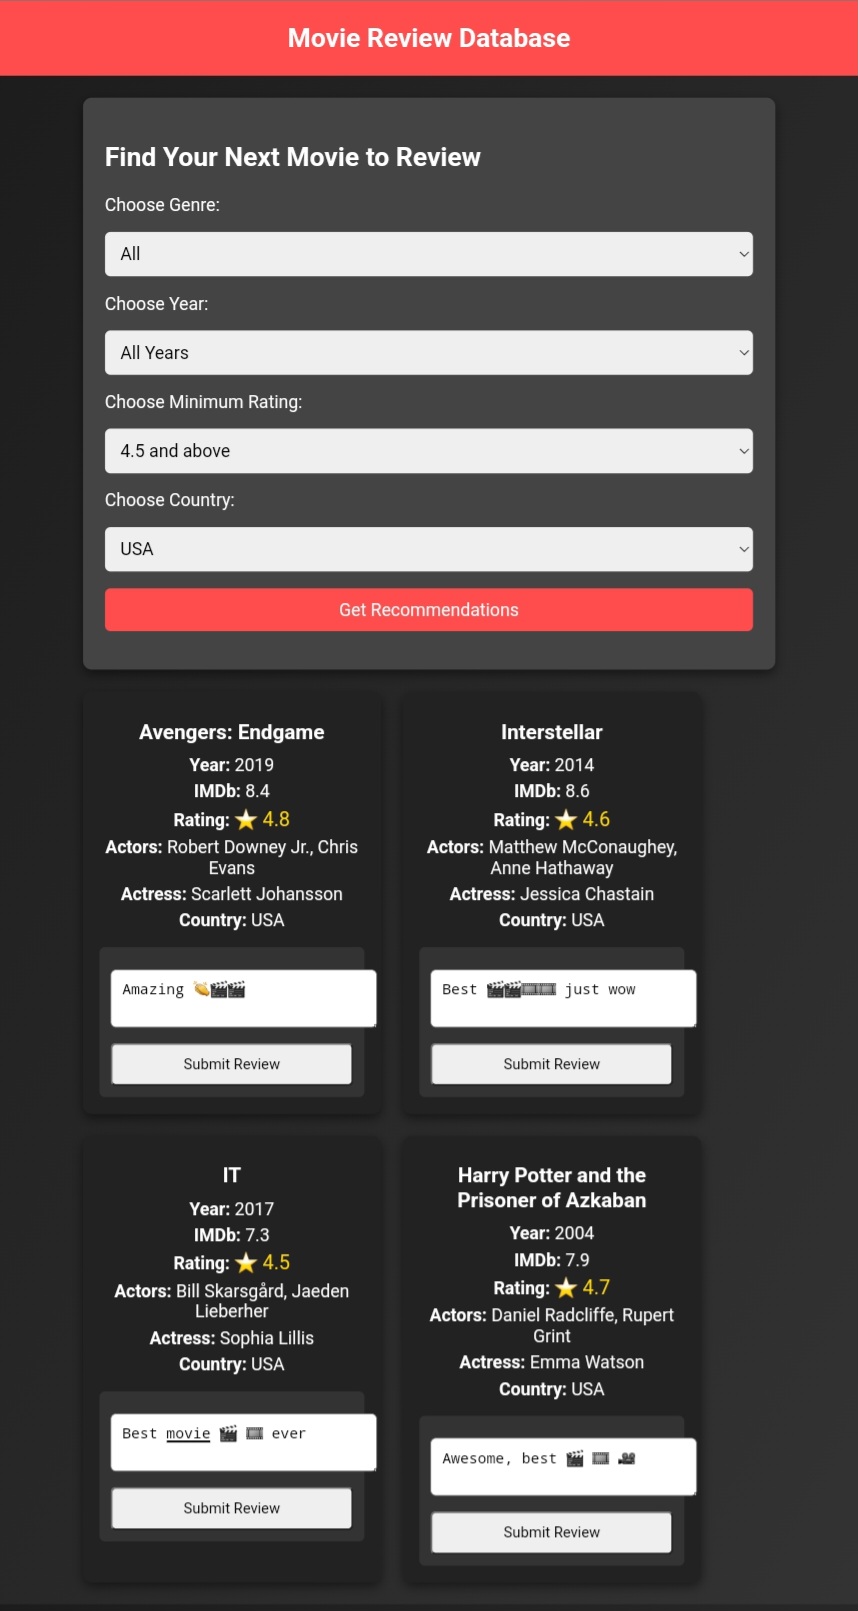 Movie Review Database
Find Your Next Movie to Review
Choose Genre:
All
Choose Year:
All Years
Choose Minimum Rating:
4.5 and above
Choose Country:
USA
Get Recommendations
Avengers: Endgame
Year: 2019
IMDb: 8.4
Rating: ⭐ 4.8
Actors: Robert Downey Jr., Chris
Evans
Actress: Scarlett Johansson
Country: USA
Amazing 👏🎬🎬
Submit Review
Interstellar
Year: 2014
IMDb: 8.6
Rating: ⭐ 4.6
Actors: Matthew McConaughey,
Anne Hathaway
Actress: Jessica Chastain
Country: USA
Best 🎬🎬🎞️🎞️ just wow
Submit Review
IT
Year: 2017
IMDb: 7.3
Rating: ⭐ 4.5
Actors: Bill Skarsgård, Jaeden
Lieberher
Actress: Sophia Lillis
Country: USA
Best movie 🎬 🎞️ ever
Submit Review
Harry Potter and the
Prisoner of Azkaban
Year: 2004
IMDb: 7.9
Rating: ⭐ 4.7
Actors: Daniel Radcliffe, Rupert
Grint
Actress: Emma Watson
Country: USA
Awesome, best 🎬 🎞️ 🎥
Submit Review